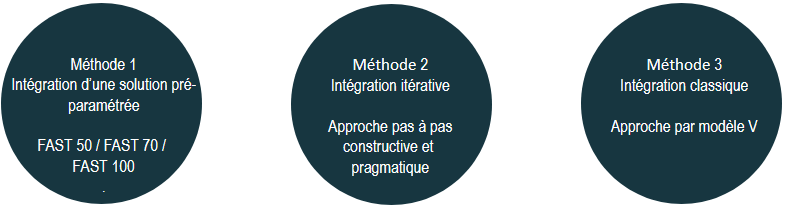 Méthode 1
Intégration d'une solution pré-
paramétrée
FAST 50 / FAST 70 /
FAST 100
.
Méthode 2
Intégration itérative
Approche pas à pas
constructive et
pragmatique
Méthode 3
Intégration classique
Approche par modèle V